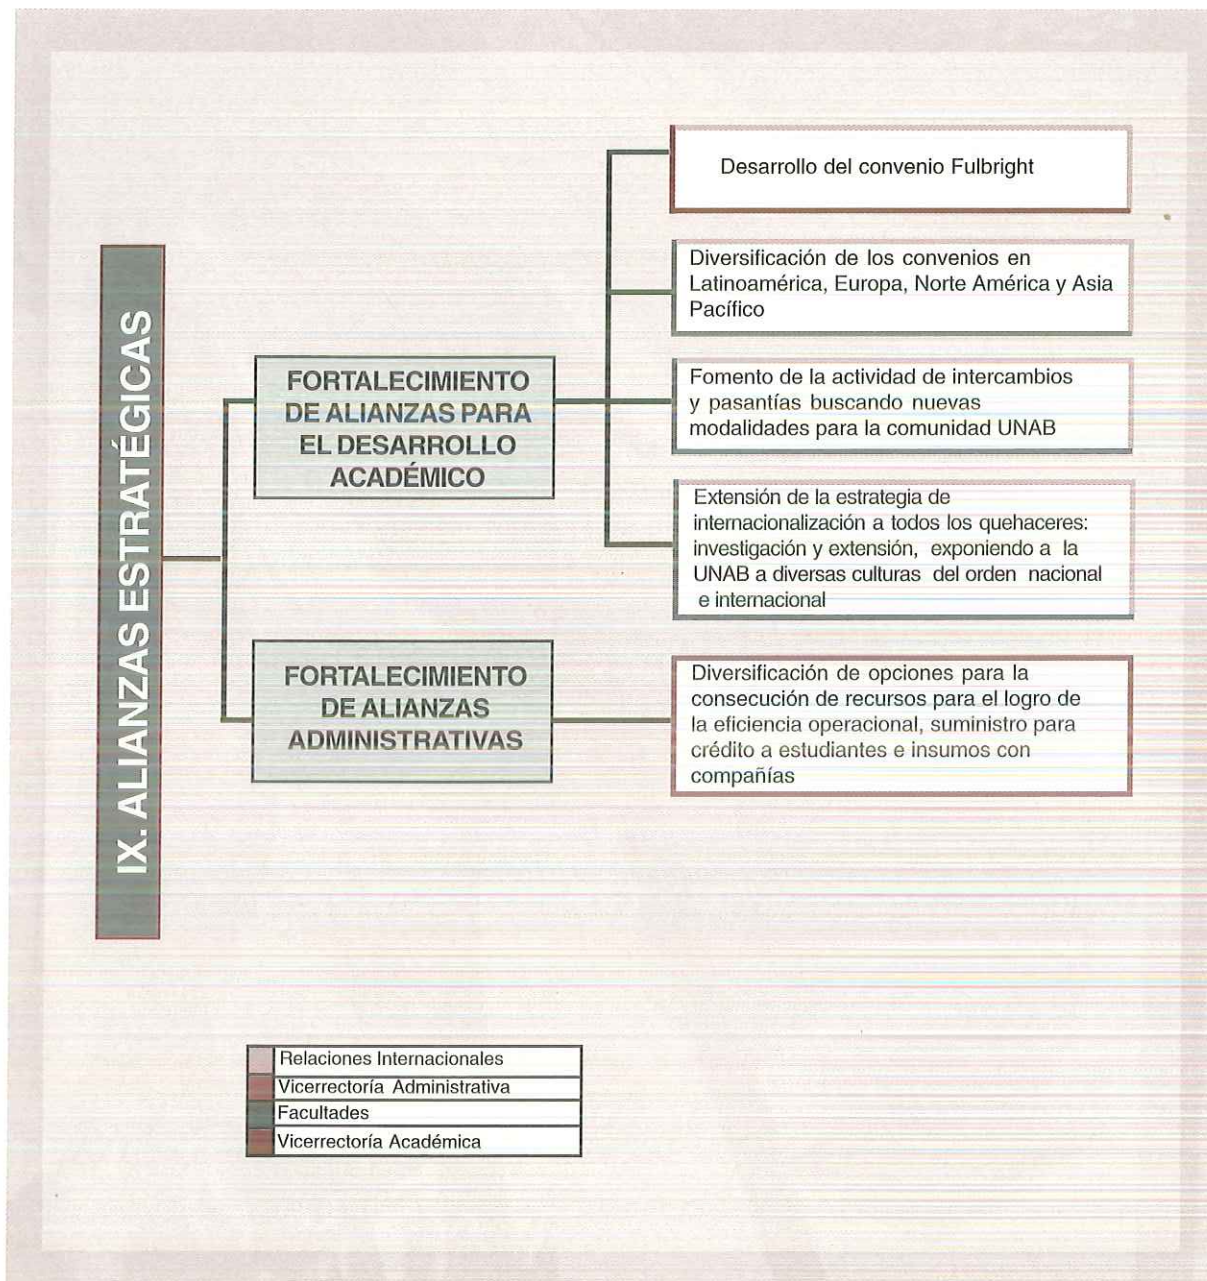 IX. ALIANZAS ESTRATÉGICAS
FORTALECIMIENTO
DE ALIANZAS PARA
EL DESARROLLO
ACADÉMICO
Desarrollo del convenio Fulbright
Diversificación de los convenios en
Latinoamérica, Europa, Norte América y Asia
Pacífico
Fomento de la actividad de intercambios
y pasantías buscando nuevas
modalidades para la comunidad UNAB
Extensión de la estrategia de
internacionalización a todos los quehaceres:
investigación y extensión, exponiendo a la
UNAB a diversas culturas del orden nacional
e internacional
FORTALECIMIENTO
DE ALIANZAS
ADMINISTRATIVAS
Diversificación de opciones para la
consecución de recursos para el logro de
la eficiencia operacional, suministro para
crédito a estudiantes e insumos con
compañías
Relaciones Internacionales
Vicerrectoría Administrativa
Facultades
Vicerrectoría Académica